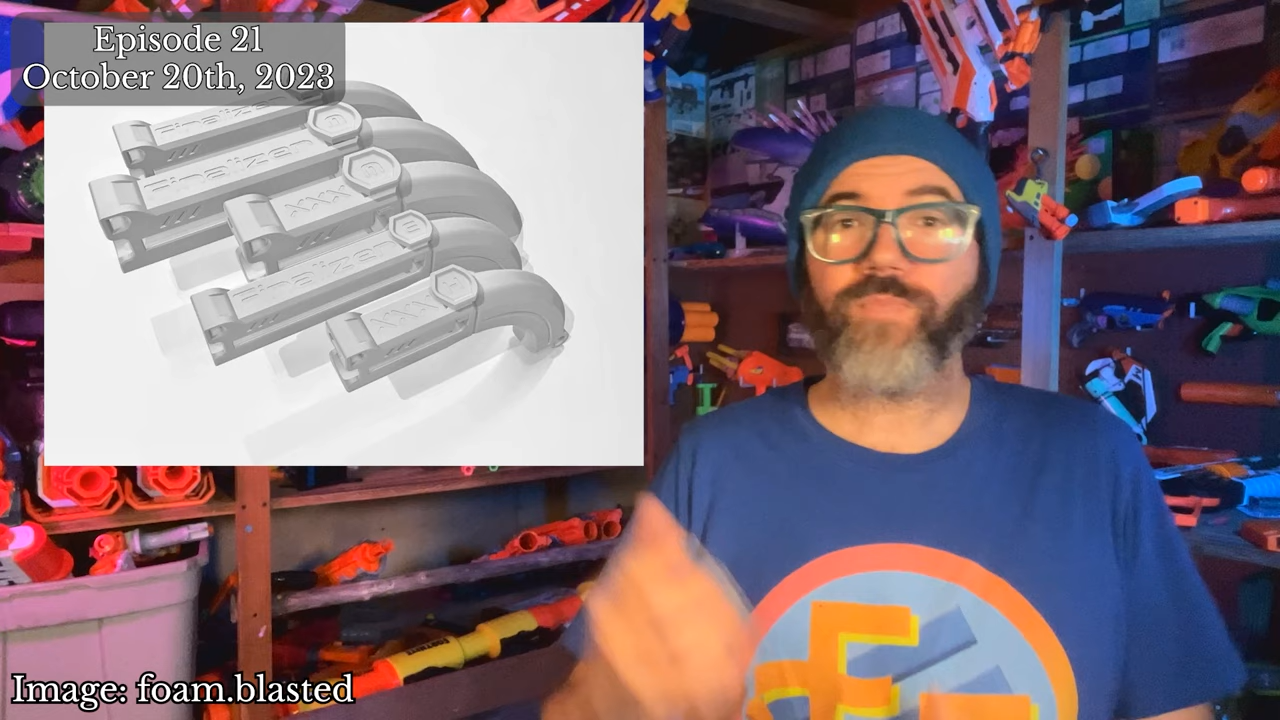 Episode 21
October 20th, 2023
Finalizer
Finalizer
XXX
Finalizer
XXX
F
Image: foam.blasted